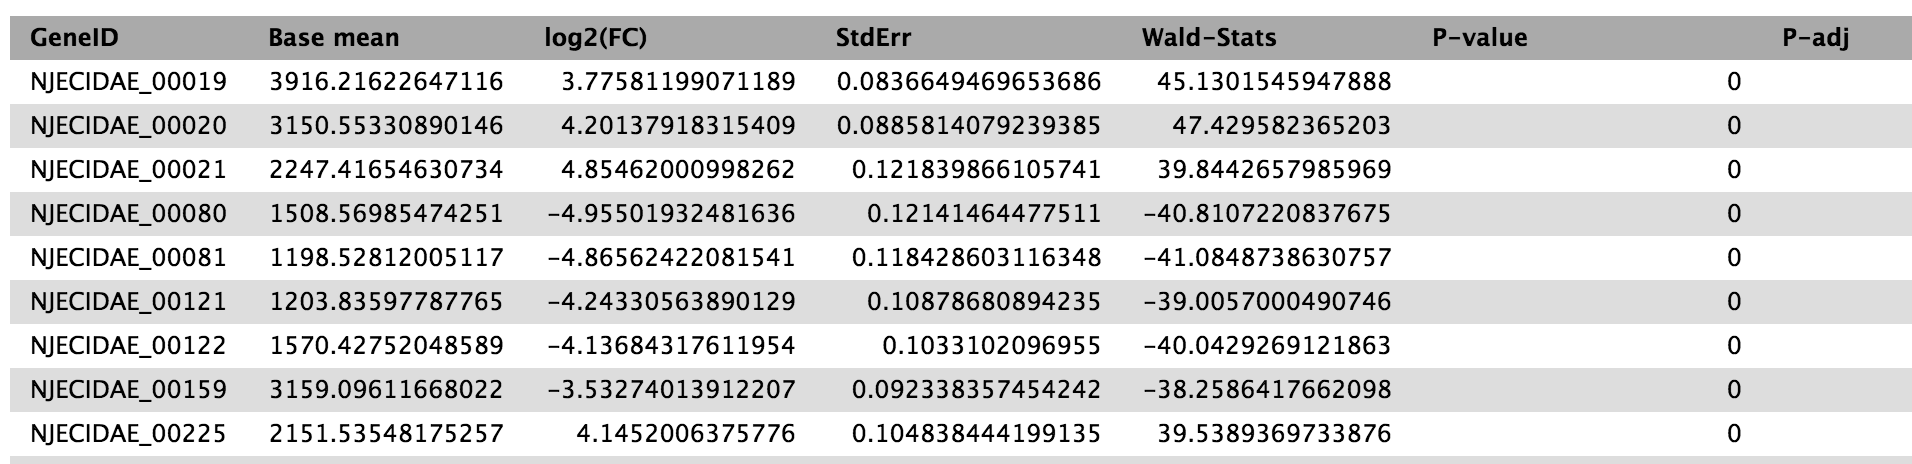 GeneID Base mean log2(FC) StdErr Wald-Stats P-value P-adj
NJECIDAE_00019 3916.21622647116 3.77581199071189 0.0836649469653686 45.1301545947888 0
NJECIDAE_00020 3150.55330890146 4.20137918315409 0.0885814079239385 47.429582365203 0
NJECIDAE_00021 2247.41654630734 4.85462000998262 0.121839866105741 39.8442657985969 0
NJECIDAE_00080 1508.56985474251 −4.95501932481636 0.12141464477511 −40.8107220837675 0
NJECIDAE_00081 1198.52812005117 −4.86562422081541 0.118428603116348 −41.0848738630757 0
NJECIDAE_00121 1203.83597787765 −4.24330563890129 0.10878680894235 −39.0057000490746 0
NJECIDAE_00122 1570.42752048589 −4.13684317611954 0.1033102096955 −40.0429269121863 0
NJECIDAE_00159 3159.09611668022 −3.53274013912207 0.092338357454242 −38.2586417662098 0
NJECIDAE_00225 2151.53548175257 4.1452006375776 0.104838444199135 39.5389369733876 0